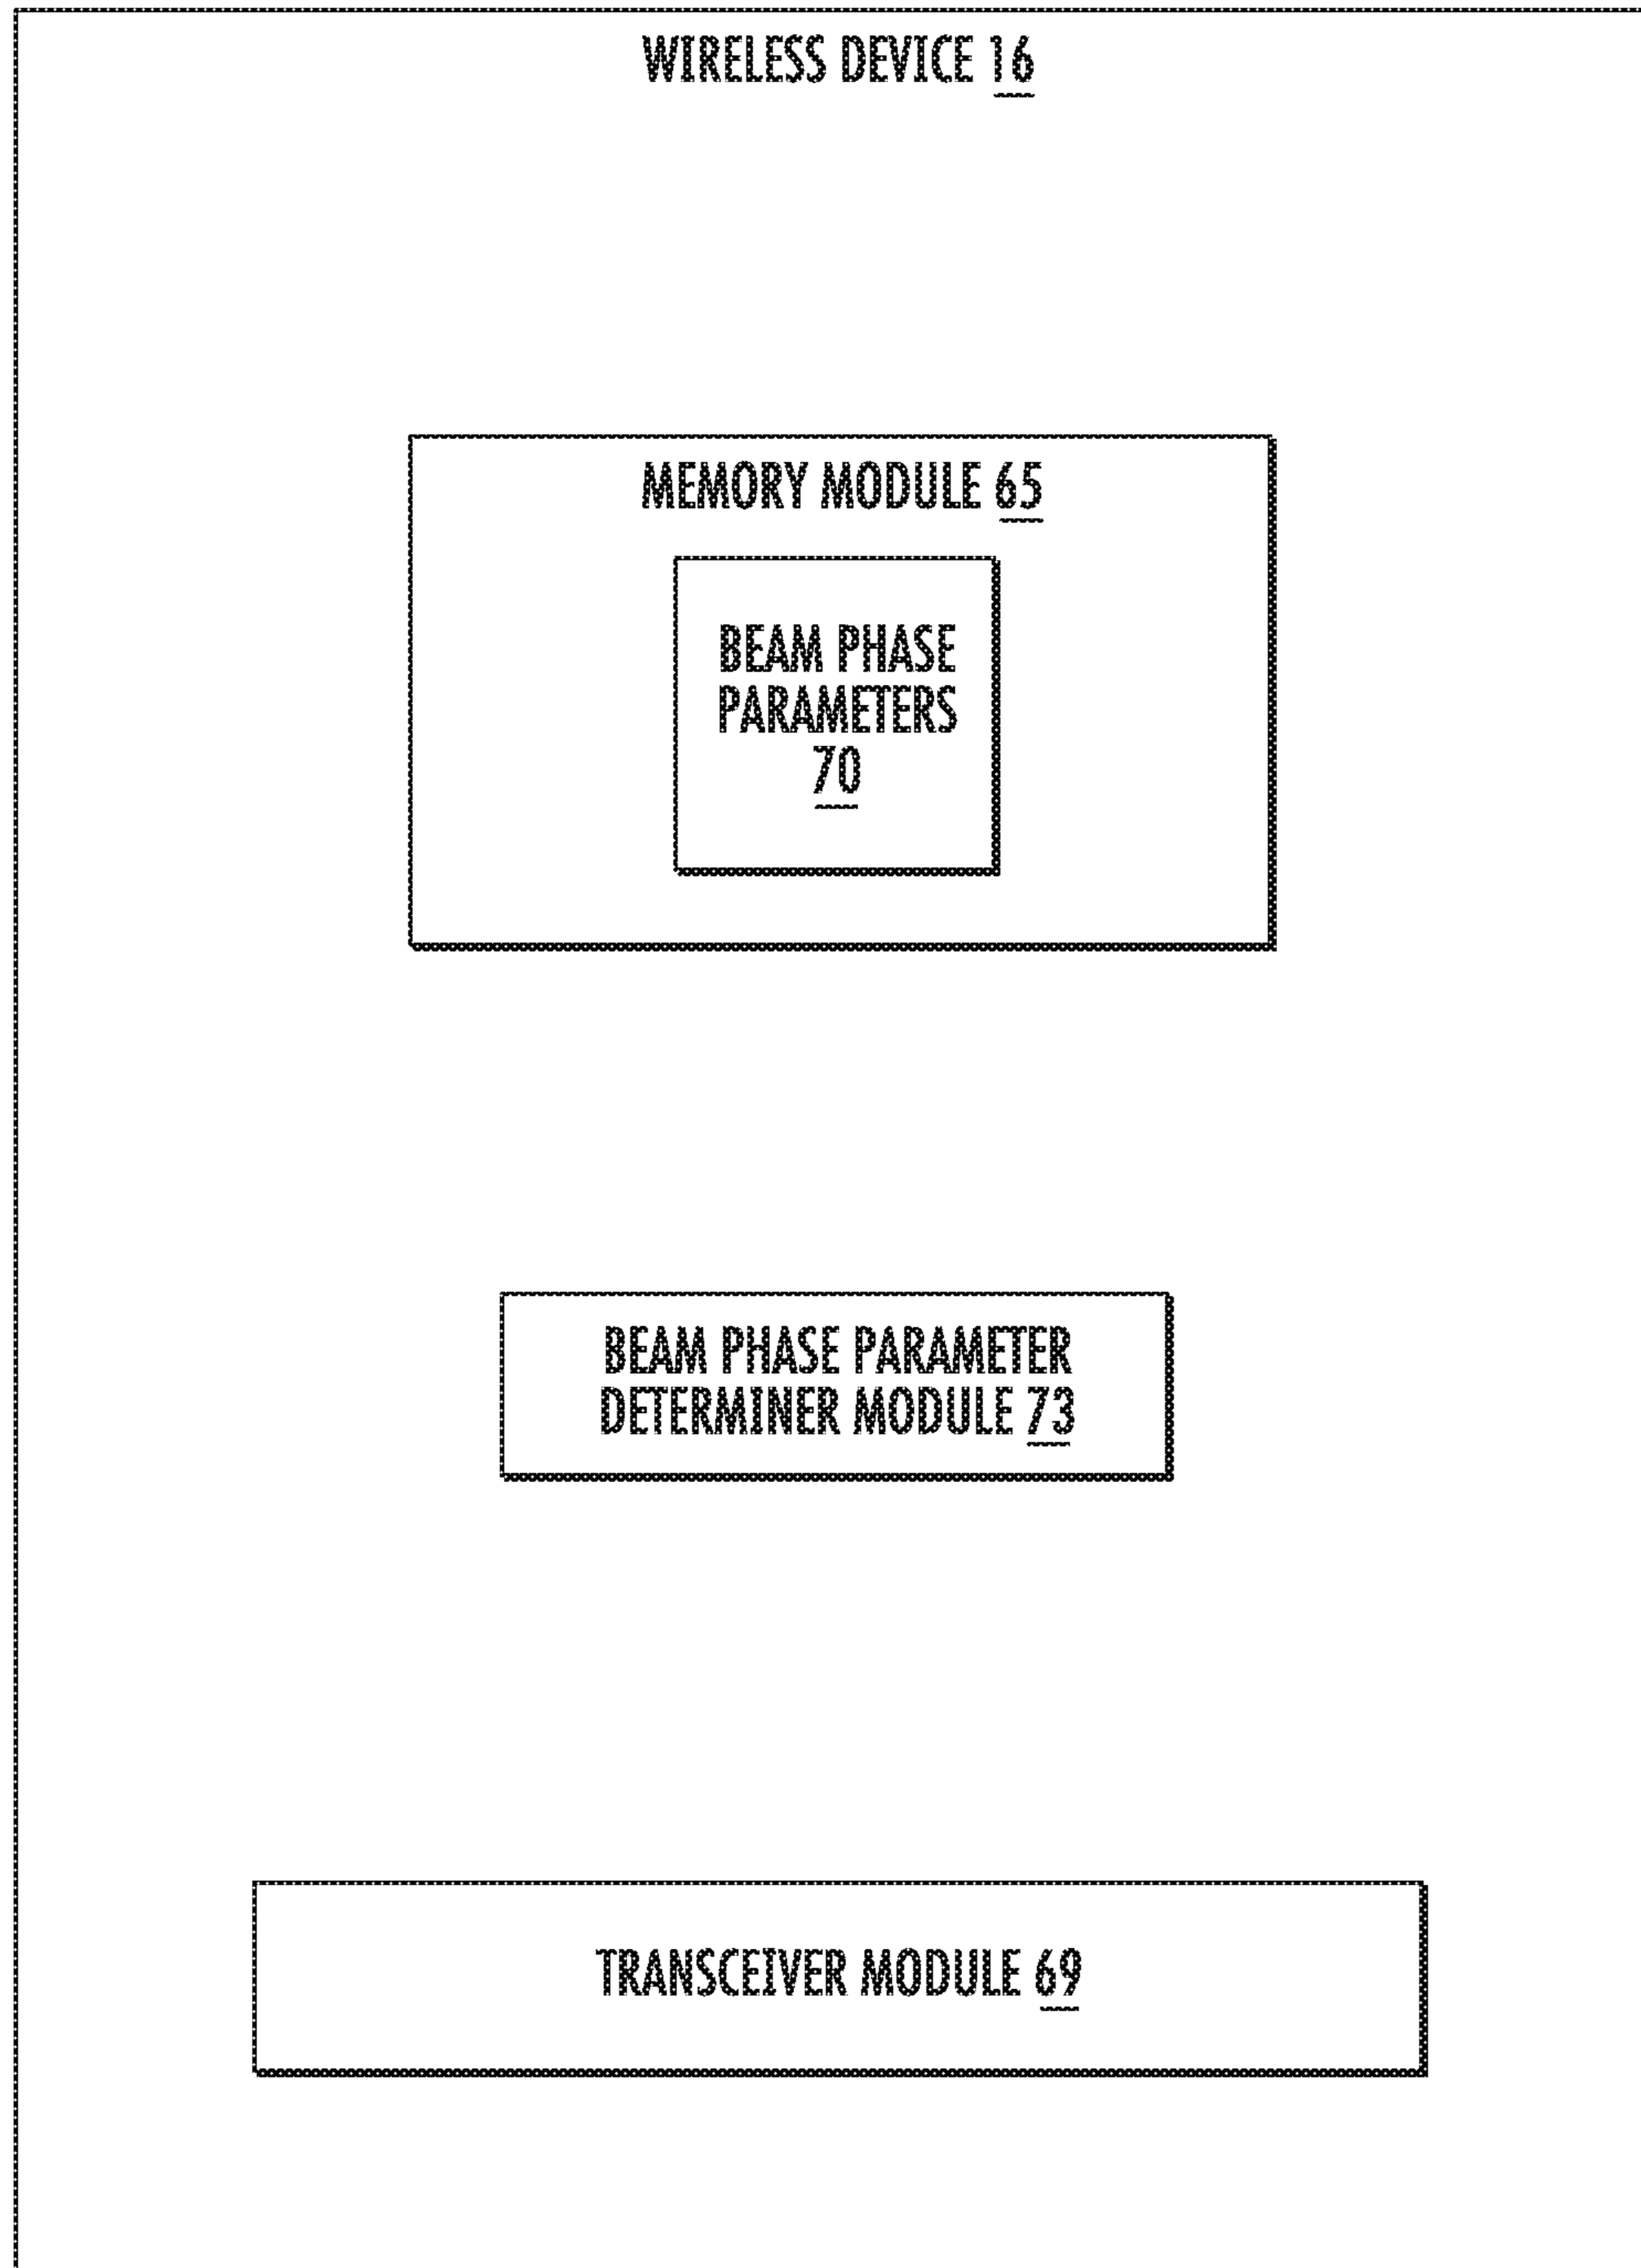 WIRELESS DEVICE 16
MEMORY MODULE 65
BEAM PHASE
PARAMETERS
70
BEAM PHASE PARAMETER
DETERMINER MODULE 73
TRANSCEIVER MODULE 69